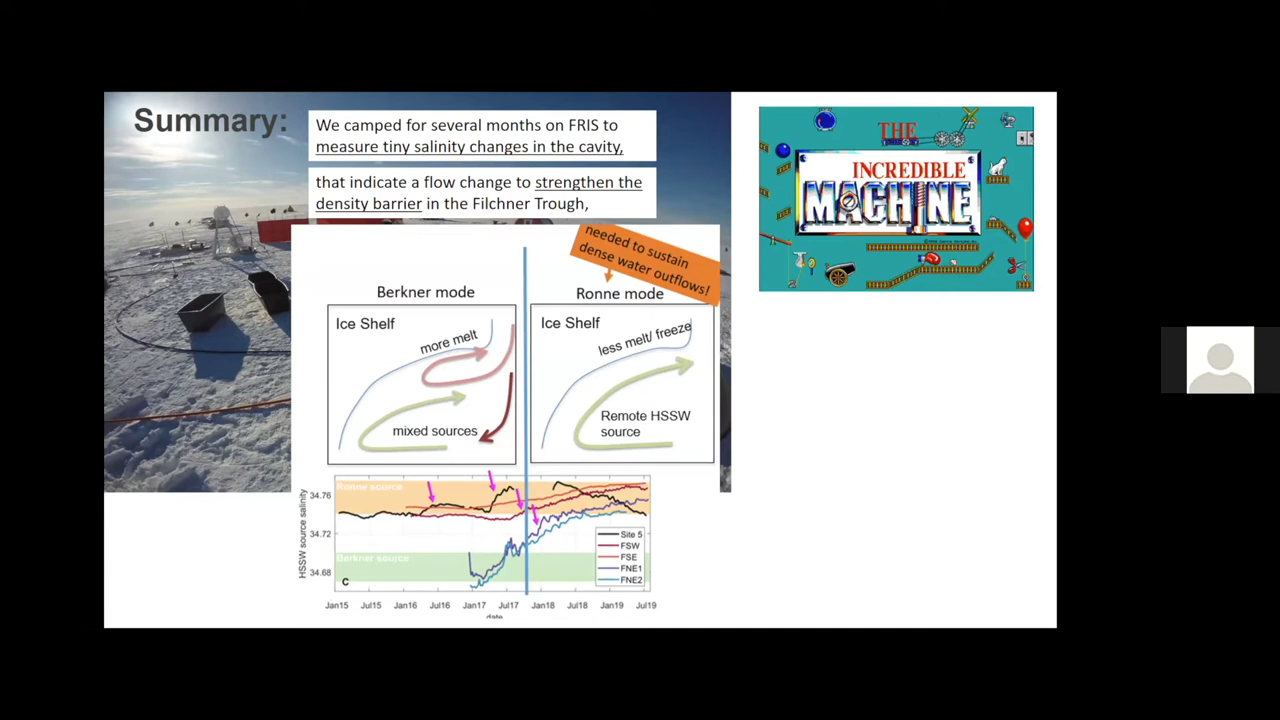 Summary:
We camped for several months on FRIS to
measure tiny salinity changes in the cavity,
that indicate a flow change to strengthen the
density barrier in the Filchner Trough,
needed to sustain
dense water outflows!
Berkner mode
Ronne mode
Ice Shelf
more melt
mixed sources
Ice Shelf
less melt/ freeze
Remote HSSW
source
HSSW source salinity
34.76
34.72
34.68
Ronne source
Berkner source
C
Site 5
FSW
FSE
FNE1
FNE2
Jan15 Jul15 Jan16 Jul16 Jan17 Jul17 Jan18 Jul18 Jan19 Jul19
date
THE
INCREDIBLE
MACHINE